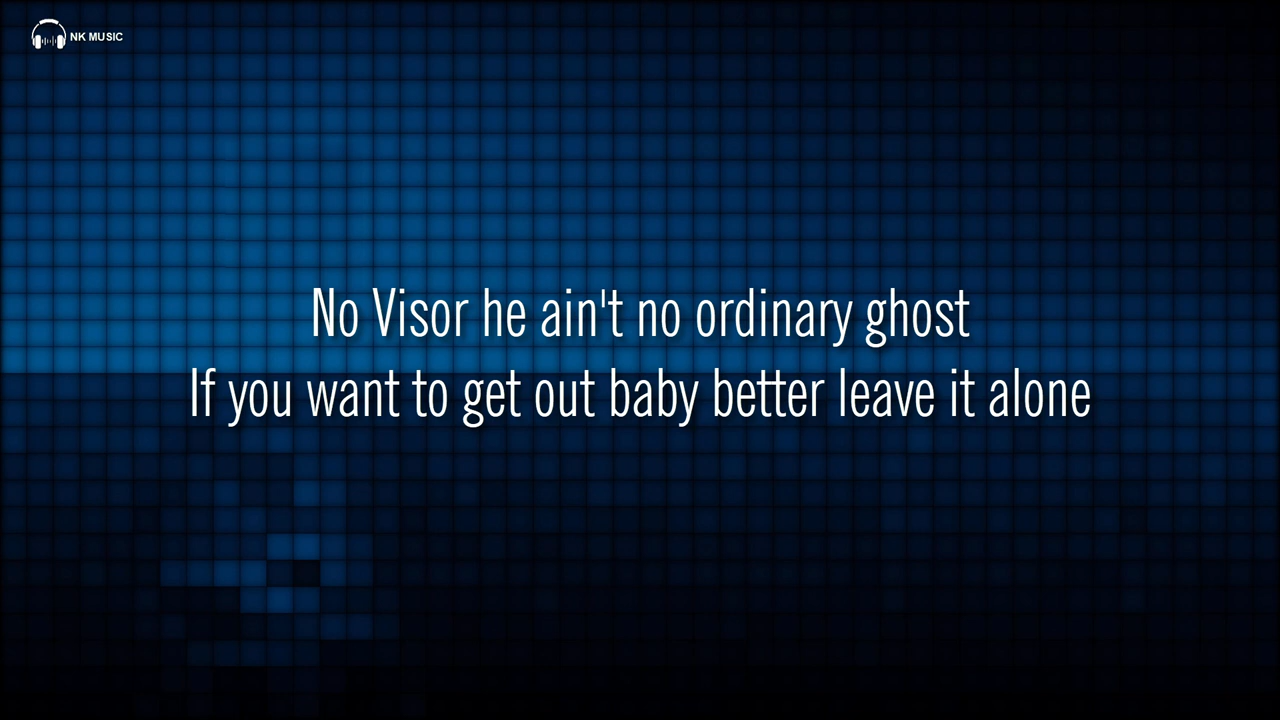 NK MUSIC
No Visor he ain't no ordinary ghost
If you want to get out baby better leave it alone